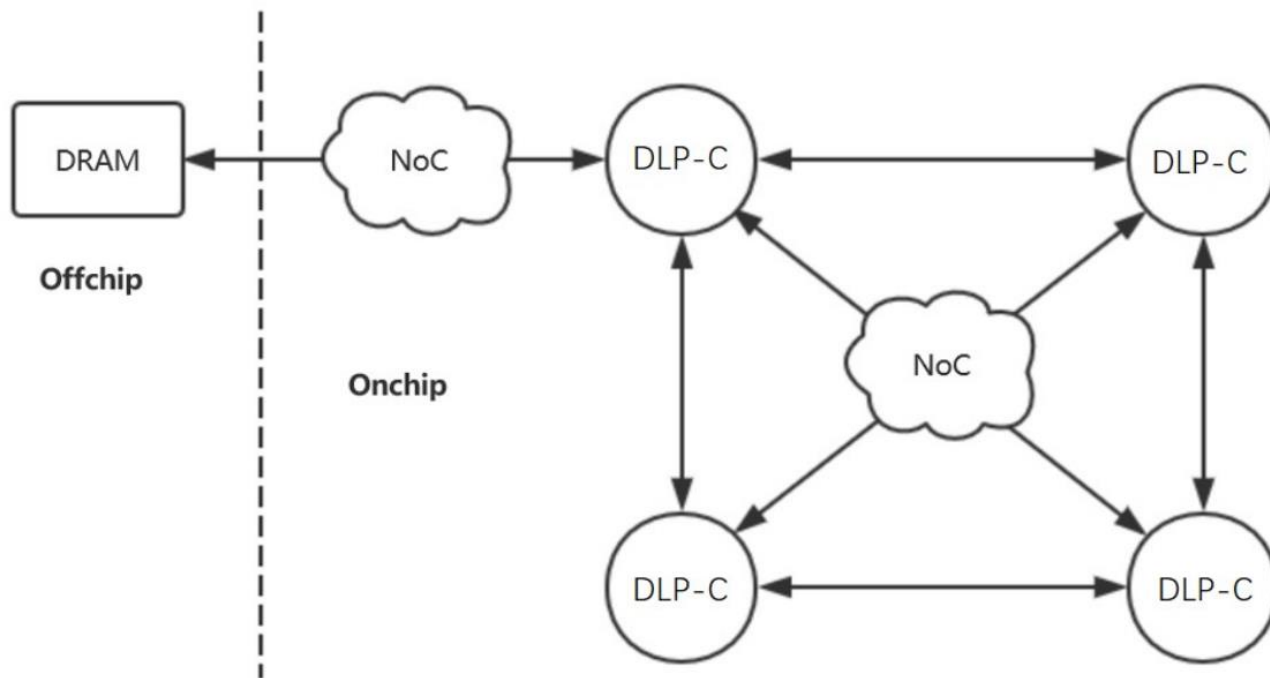 DRAM
NoC
DLP-C
DLP-C
Offchip
Onchip
NoC
DLP-C
DLP-C